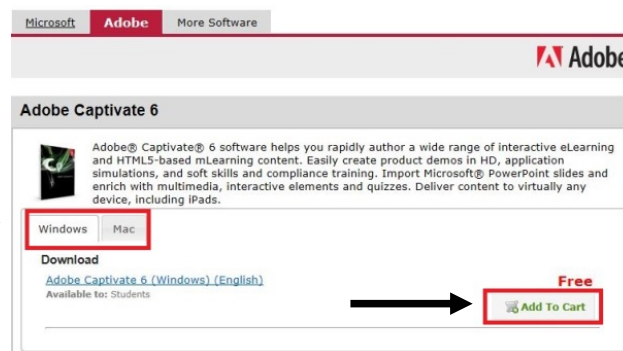 Microsoft Adobe More Software
Adobe
Adobe Captivate 6
Adobe® Captivate® 6 software helps you rapidly author a wide range of interactive eLearning
and HTML5-based mLearning content. Easily create product demos in HD, application
simulations, and soft skills and compliance training. Import Microsoft® PowerPoint slides and
enrich with multimedia, interactive elements and quizzes. Deliver content to virtually any
device, including iPads.
Windows Mac
Download
Adobe Captivate 6 (Windows) (English) Free
Available to: Students
Add To Cart